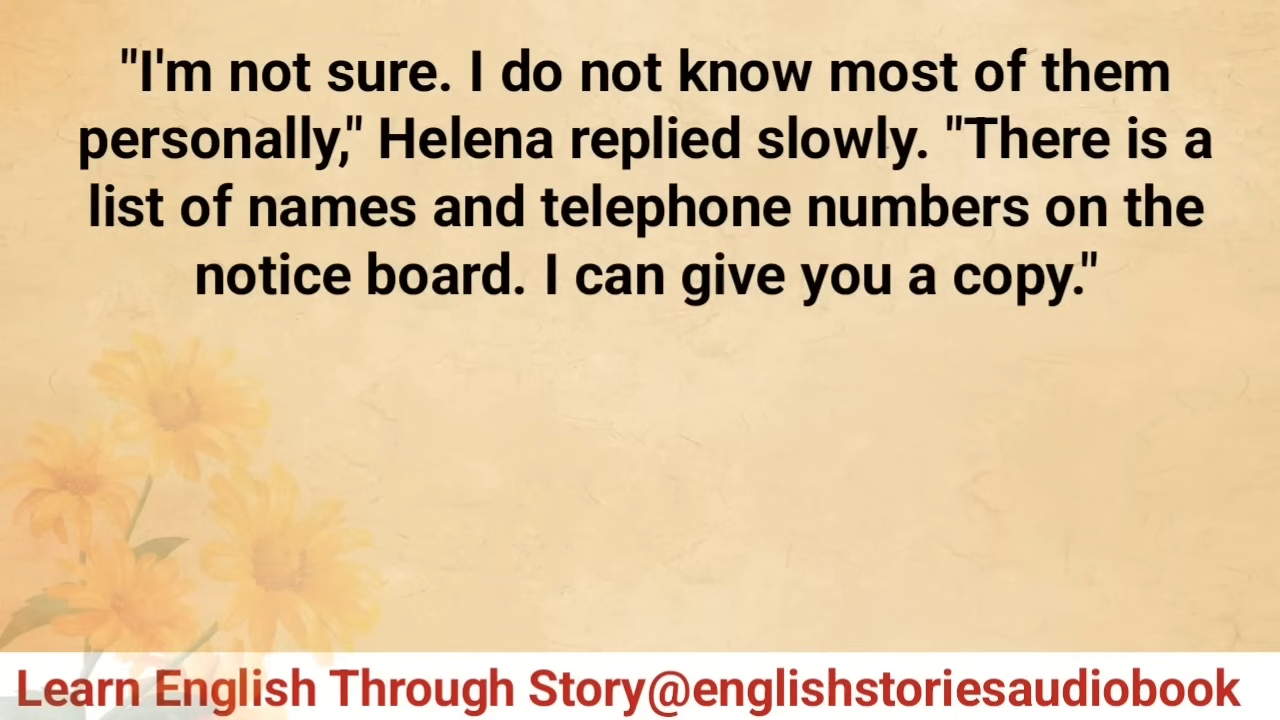 "I'm not sure. I do not know most of them
personally," Helena replied slowly. "There is a
list of names and telephone numbers on the
notice board. I can give you a copy."
Learn English Through Story@englishstoriesaudiobook